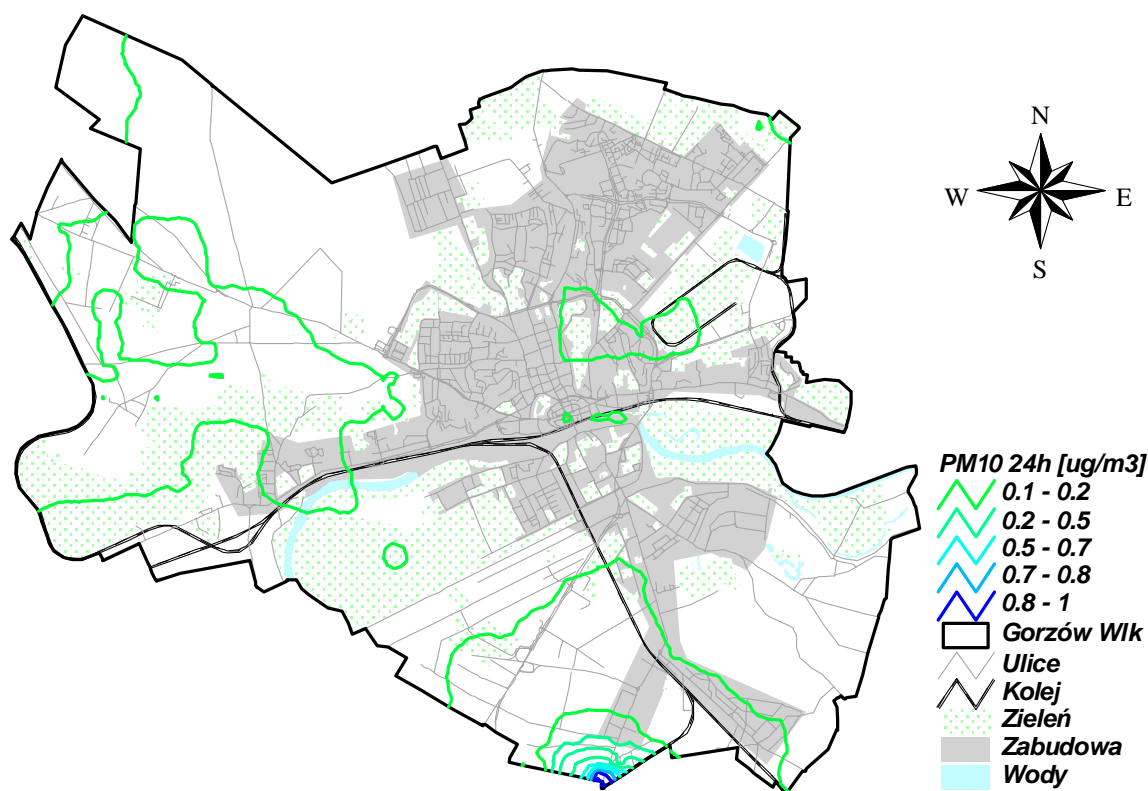 N
W E
S
PM10 24h [ug/m3]
0.1 - 0.2
0.2 - 0.5
0.5 - 0.7
0.7 - 0.8
0.8 - 1
Gorzów Wlk
Ulice
Kolej
Zieleń
Zabudowa
Wody